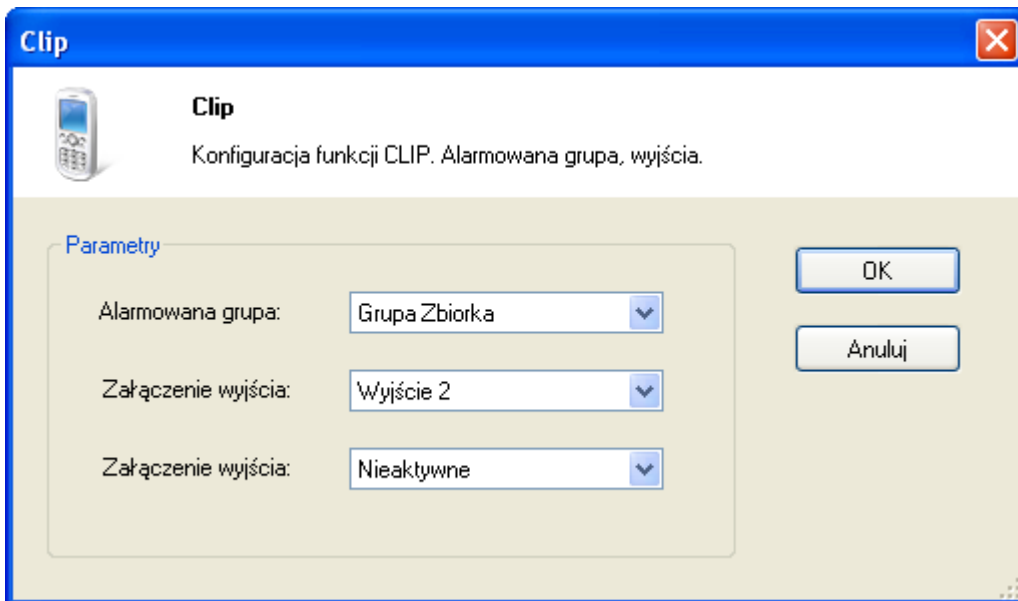 Clip
Clip
Konfiguracja funkcji CLIP. Alarmowana grupa, wyjścia.
Parametry
Alarmowana grupa: Grupa Zbiorka
OK
Załączenie wyjścia: Wyjście 2
Anuluj
Załączenie wyjścia: Nieaktywne